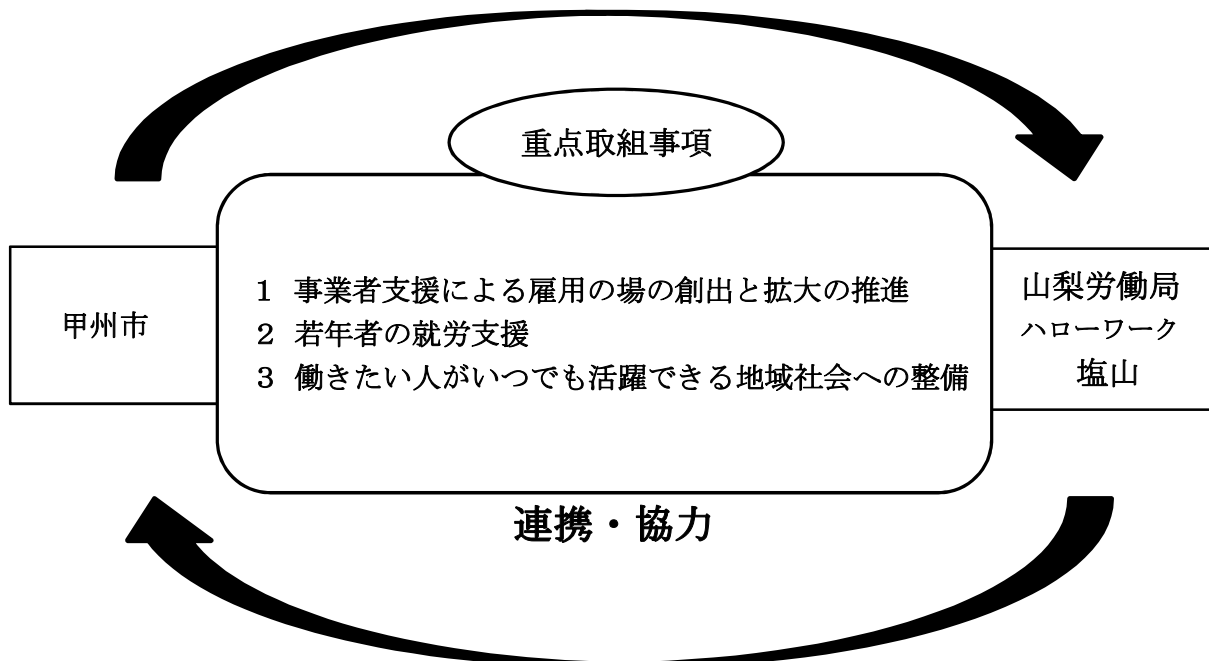 重点取組事項
甲州市
1 事業者支援による雇用の場の創出と拡大の推進
2 若年者の就労支援
3 働きたい人がいつでも活躍できる地域社会への整備
山梨労働局
ハローワーク
塩山
連携・協力